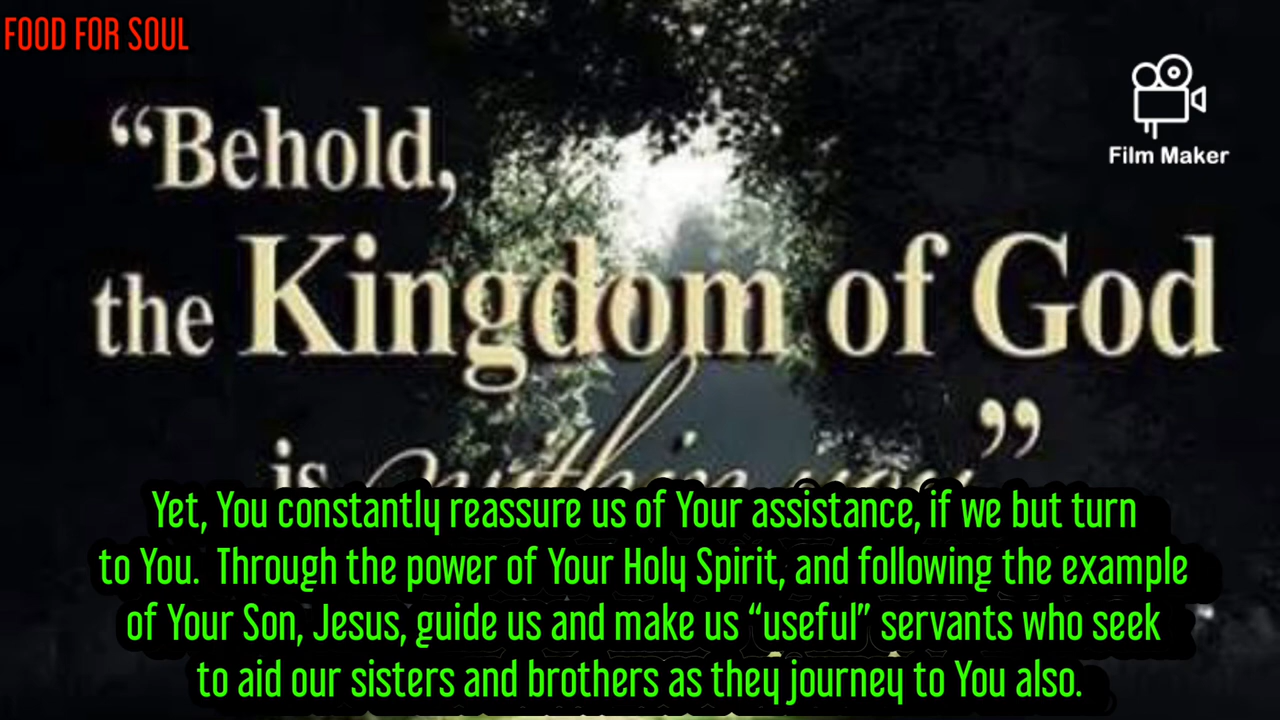 FOOD FOR SOUL
Film Maker
“Behold,
the Kingdom of God
is within you”
Yet, You constantly reassure us of Your assistance, if we but turn
to You. Through the power of Your Holy Spirit, and following the example
of Your Son, Jesus, guide us and make us “useful” servants who seek
to aid our sisters and brothers as they journey to You also.